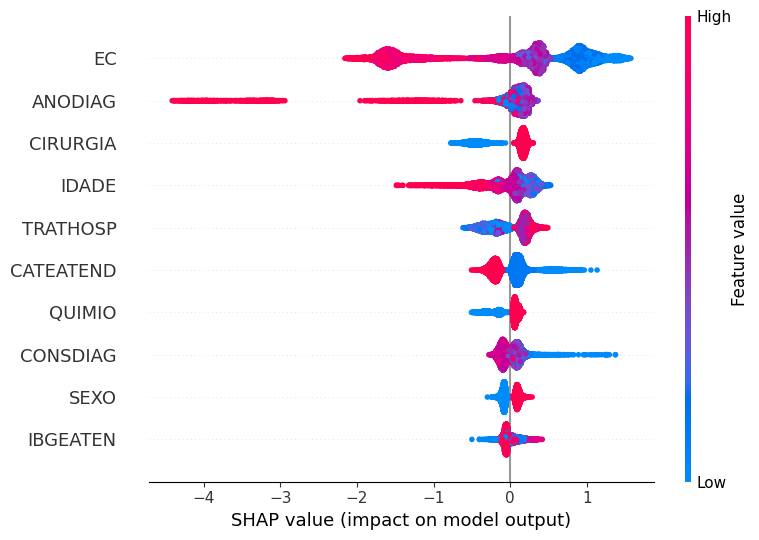 High
EC
ANODIAG
CIRURGIA
IDADE
TRATHOSP
CATEATEND
QUIMIO
CONSDIAG
SEXO
IBGEATEN
Feature value
Low
−4 −3 −2 −1 0 1
SHAP value (impact on model output)